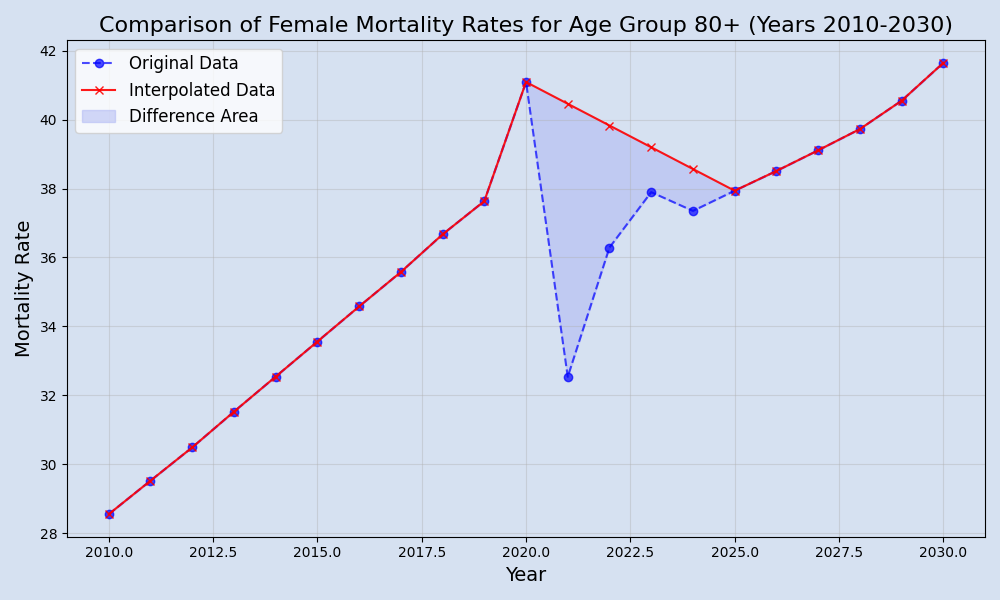 Comparison of Female Mortality Rates for Age Group 80+ (Years 2010-2030)
Original Data
Interpolated Data
Difference Area
Mortality Rate
42
40
38
36
34
32
30
28
2010.0 2012.5 2015.0 2017.5 2020.0 2022.5 2025.0 2027.5 2030.0
Year